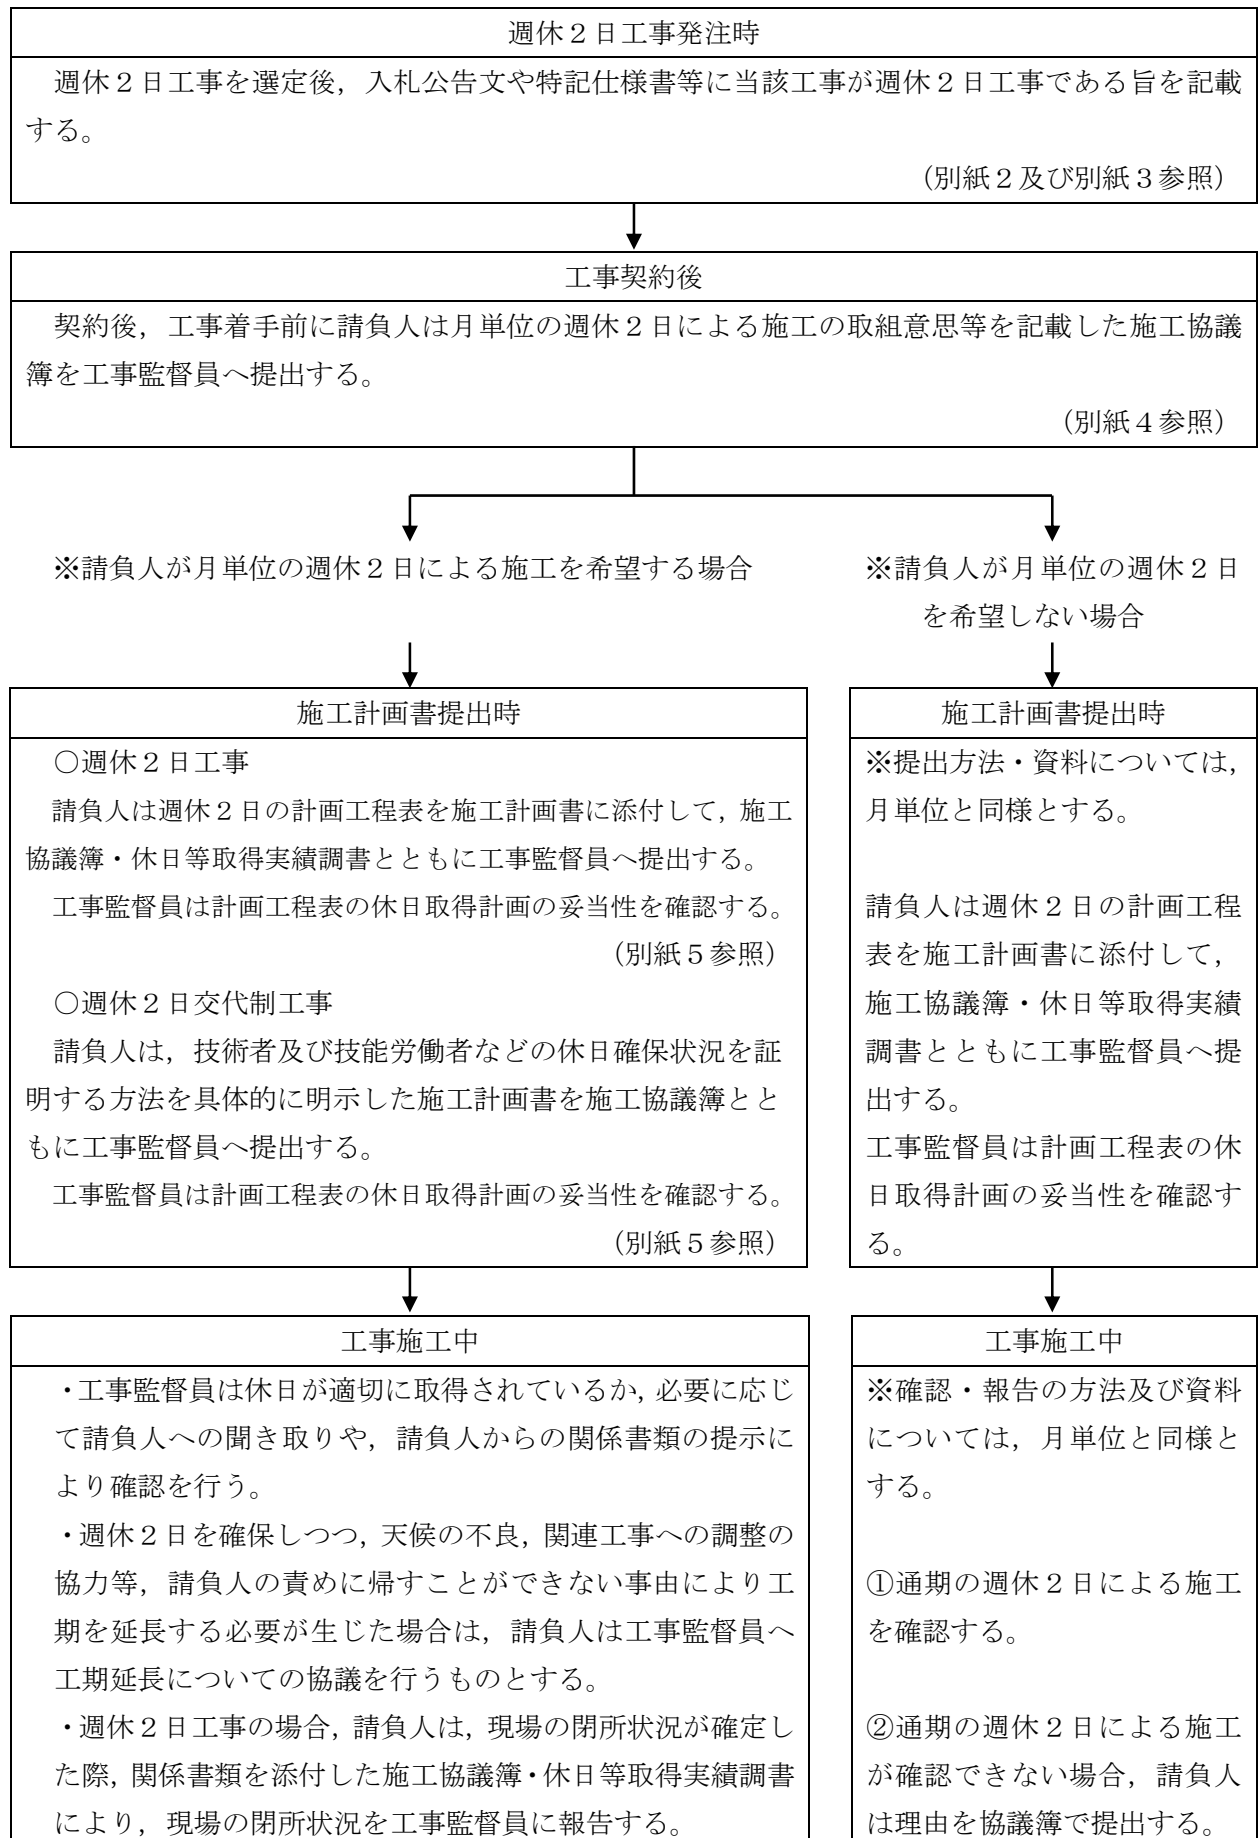 週休２日工事発注時
週休２日工事を選定後，入札公告文や特記仕様書等に当該工事が週休２日工事である旨を記載
する。
（別紙２及び別紙３参照）
工事契約後
契約後，工事着手前に請負人は月単位の週休２日による施工の取組意思等を記載した施工協議
簿を工事監督員へ提出する。
（別紙４参照）
※請負人が月単位の週休２日による施工を希望する場合
※請負人が月単位の週休２日
を希望しない場合
施工計画書提出時
○週休２日工事
請負人は週休２日の計画工程表を施工計画書に添付して，施工
協議簿・休日等取得実績調書とともに工事監督員へ提出する。
工事監督員は計画工程表の休日取得計画の妥当性を確認する。
（別紙５参照）
○週休２日交代制工事
請負人は，技術者及び技能労働者などの休日確保状況を証
明する方法を具体的に明示した施工計画書を施工協議簿とと
もに工事監督員へ提出する。
工事監督員は計画工程表の休日取得計画の妥当性を確認する。
（別紙５参照）
施工計画書提出時
※提出方法・資料については，
月単位と同様とする。
請負人は週休２日の計画工程
表を施工計画書に添付して，
施工協議簿・休日等取得実績
調書とともに工事監督員へ提
出する。
工事監督員は計画工程表の休
日取得計画の妥当性を確認す
る。
工事施工中
・工事監督員は休日が適切に取得されているか，必要に応じ
て請負人への聞き取りや，請負人からの関係書類の提示に
より確認を行う。
・週休２日を確保しつつ，天候の不良，関連工事への調整の
協力等，請負人の責めに帰すことができない事由により工
期を延長する必要が生じた場合は，請負人は工事監督員へ
工期延長についての協議を行うものとする。
・週休２日工事の場合，請負人は，現場の閉所状況が確定し
た際，関係書類を添付した施工協議簿・休日等取得実績調書
により，現場の閉所状況を工事監督員に報告する。
工事施工中
※確認・報告の方法及び資料
については，月単位と同様と
する。
①通期の週休２日による施工
を確認する。
②通期の週休２日による施工
が確認できない場合，請負人
は理由を協議簿で提出する。